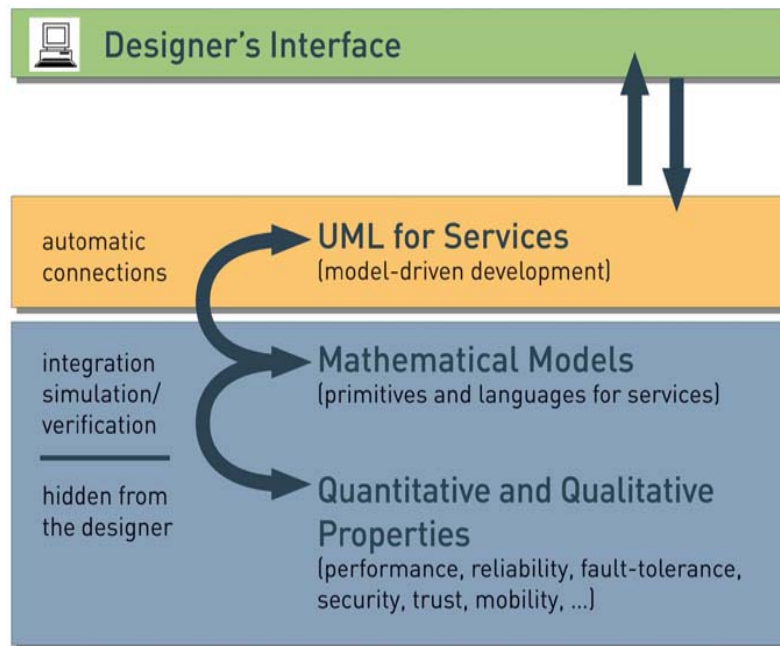 Designer's Interface
automatic
connections
UML for Services
(model-driven development)
integration
simulation/
verification
hidden from
the designer
Mathematical Models
(primitives and languages for services)
Quantitative and Qualitative
Properties
(performance, reliability, fault-tolerance,
security, trust, mobility, ...)